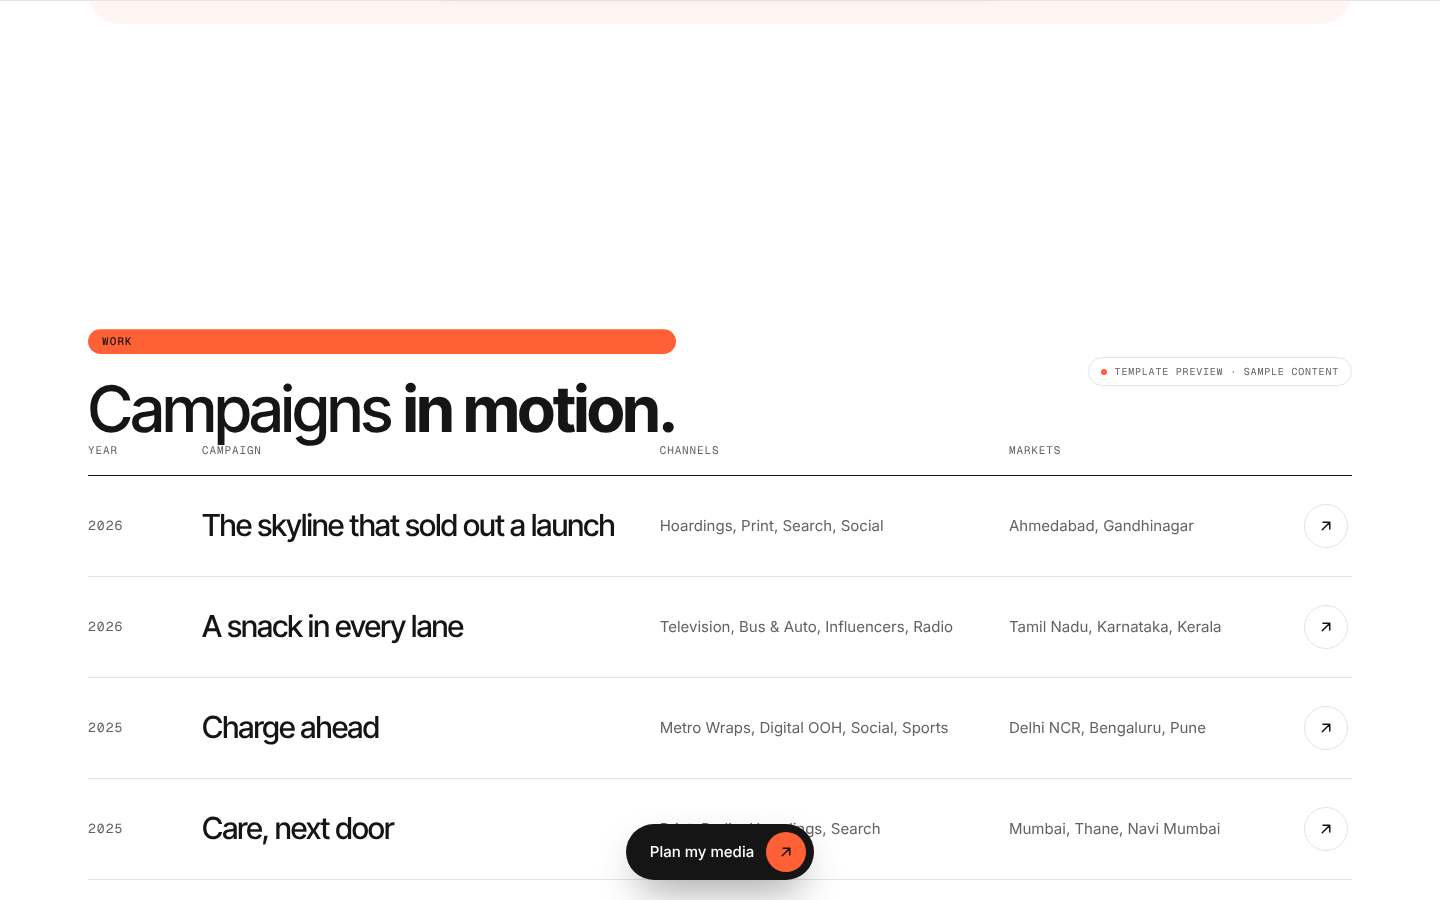 WORK
TEMPLATE PREVIEW · SAMPLE CONTENT
Campaigns in motion.
YEAR CAMPAIGN CHANNELS MARKETS
2026 The skyline that sold out a launch Hoardings, Print, Search, Social Ahmedabad, Gandhinagar
2026 A snack in every lane Television, Bus & Auto, Influencers, Radio Tamil Nadu, Karnataka, Kerala
2025 Charge ahead Metro Wraps, Digital OOH, Social, Sports Delhi NCR, Bengaluru, Pune
2025 Care, next door Search Mumbai, Thane, Navi Mumbai
Plan my media